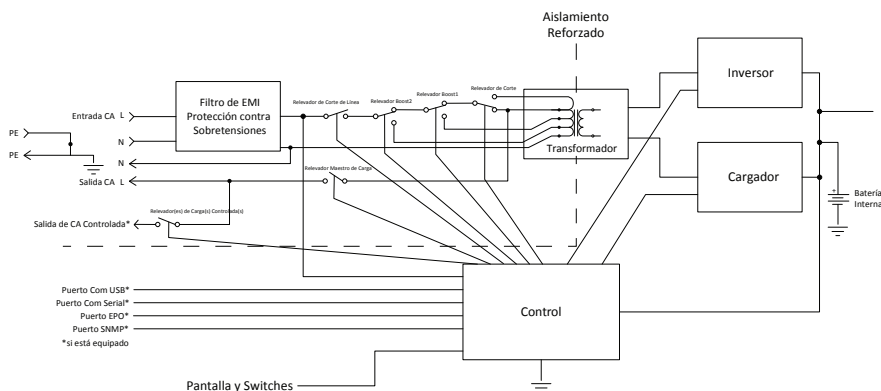 Aislamiento
Reforzado
Inversor
Filtro de EMI
Protección contra
Sobretensiones
Relevador de Corte de Línea
Relevador Boost2
Relevador Boost1
Relevador de Corte
Entrada CA L
N
PE
PE
N
Transformador
Salida CA L
Relevador Maestro de Carga
Cargador
+
Batería
Interna
Relevador(es) de Carga(s) Controlada(s)
Salida de CA Controlada*
Puerto Com USB*
Puerto Com Serial*
Puerto EPO*
Puerto SNMP*
*si está equipado
Control
Pantalla y Switches